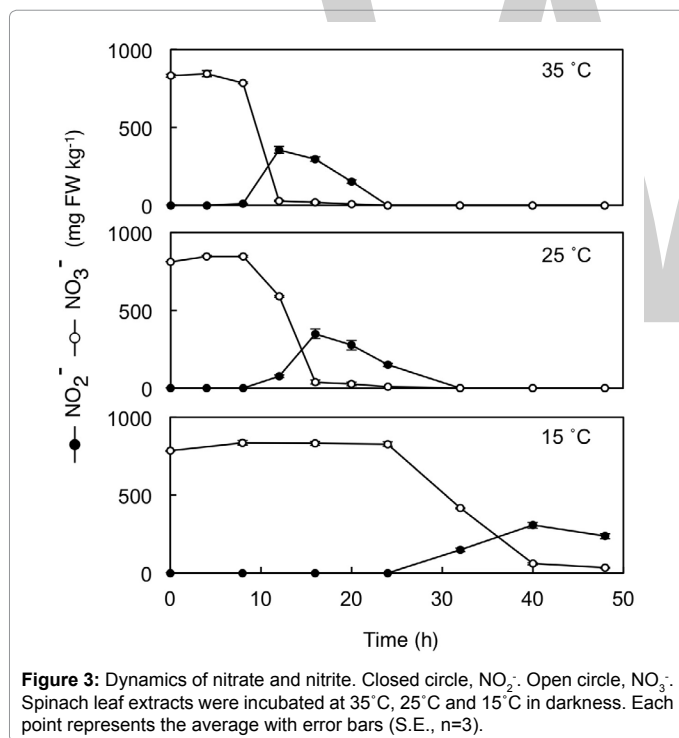 1000
35 ˚C
500
0
1000
25 ˚C
500
0
1000
15 ˚C
500
0
0 10 20 30 40 50
Time (h)
NO₂⁻ NO₃⁻ (mg FW kg⁻¹)
Figure 3: Dynamics of nitrate and nitrite. Closed circle, NO₂⁻. Open circle, NO₃⁻.
Spinach leaf extracts were incubated at 35˚C, 25˚C and 15˚C in darkness. Each
point represents the average with error bars (S.E., n=3).